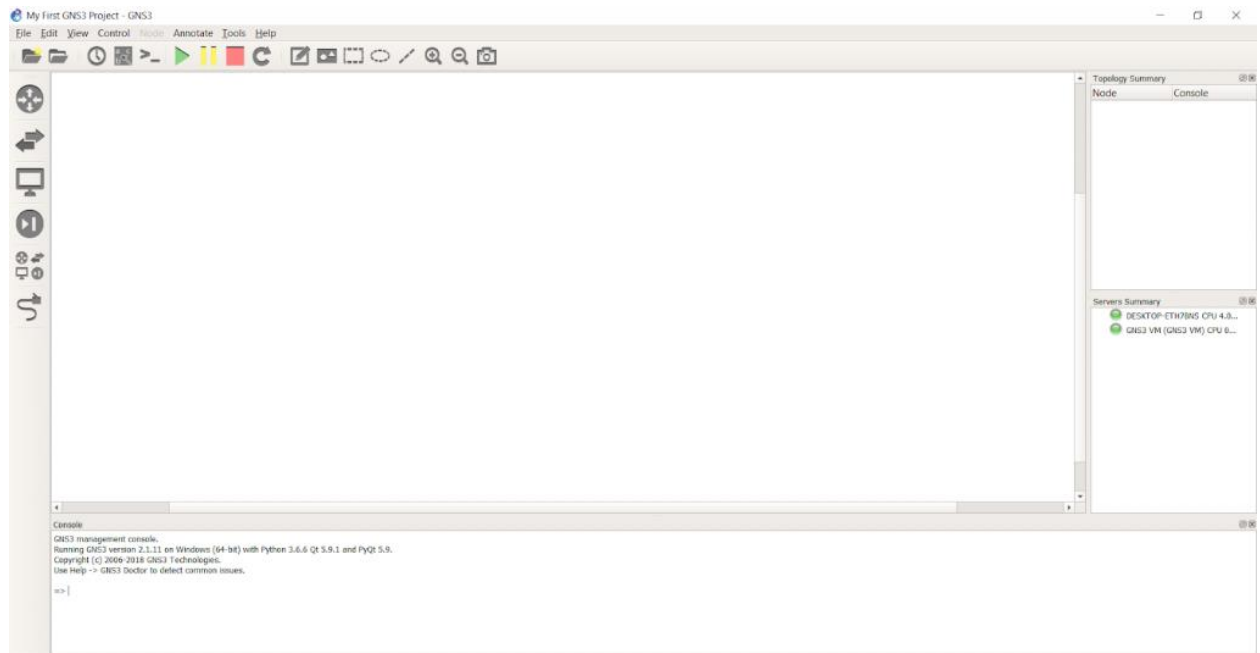 My First GNS3 Project - GNS3
File Edit View Control Node Annotate Tools Help
Topology Summary
Node Console
Servers Summary
DESKTOP-ETH7BNS CPU 4.0...
GNS3 VM (GNS3 VM) CPU 0...
Console
GNS3 management console.
Running GNS3 version 2.1.11 on Windows (64-bit) with Python 3.6.6 Qt 5.9.1 and PyQt 5.9.
Copyright (c) 2006-2018 GNS3 Technologies.
Use Help -> GNS3 Doctor to detect common issues.
=>